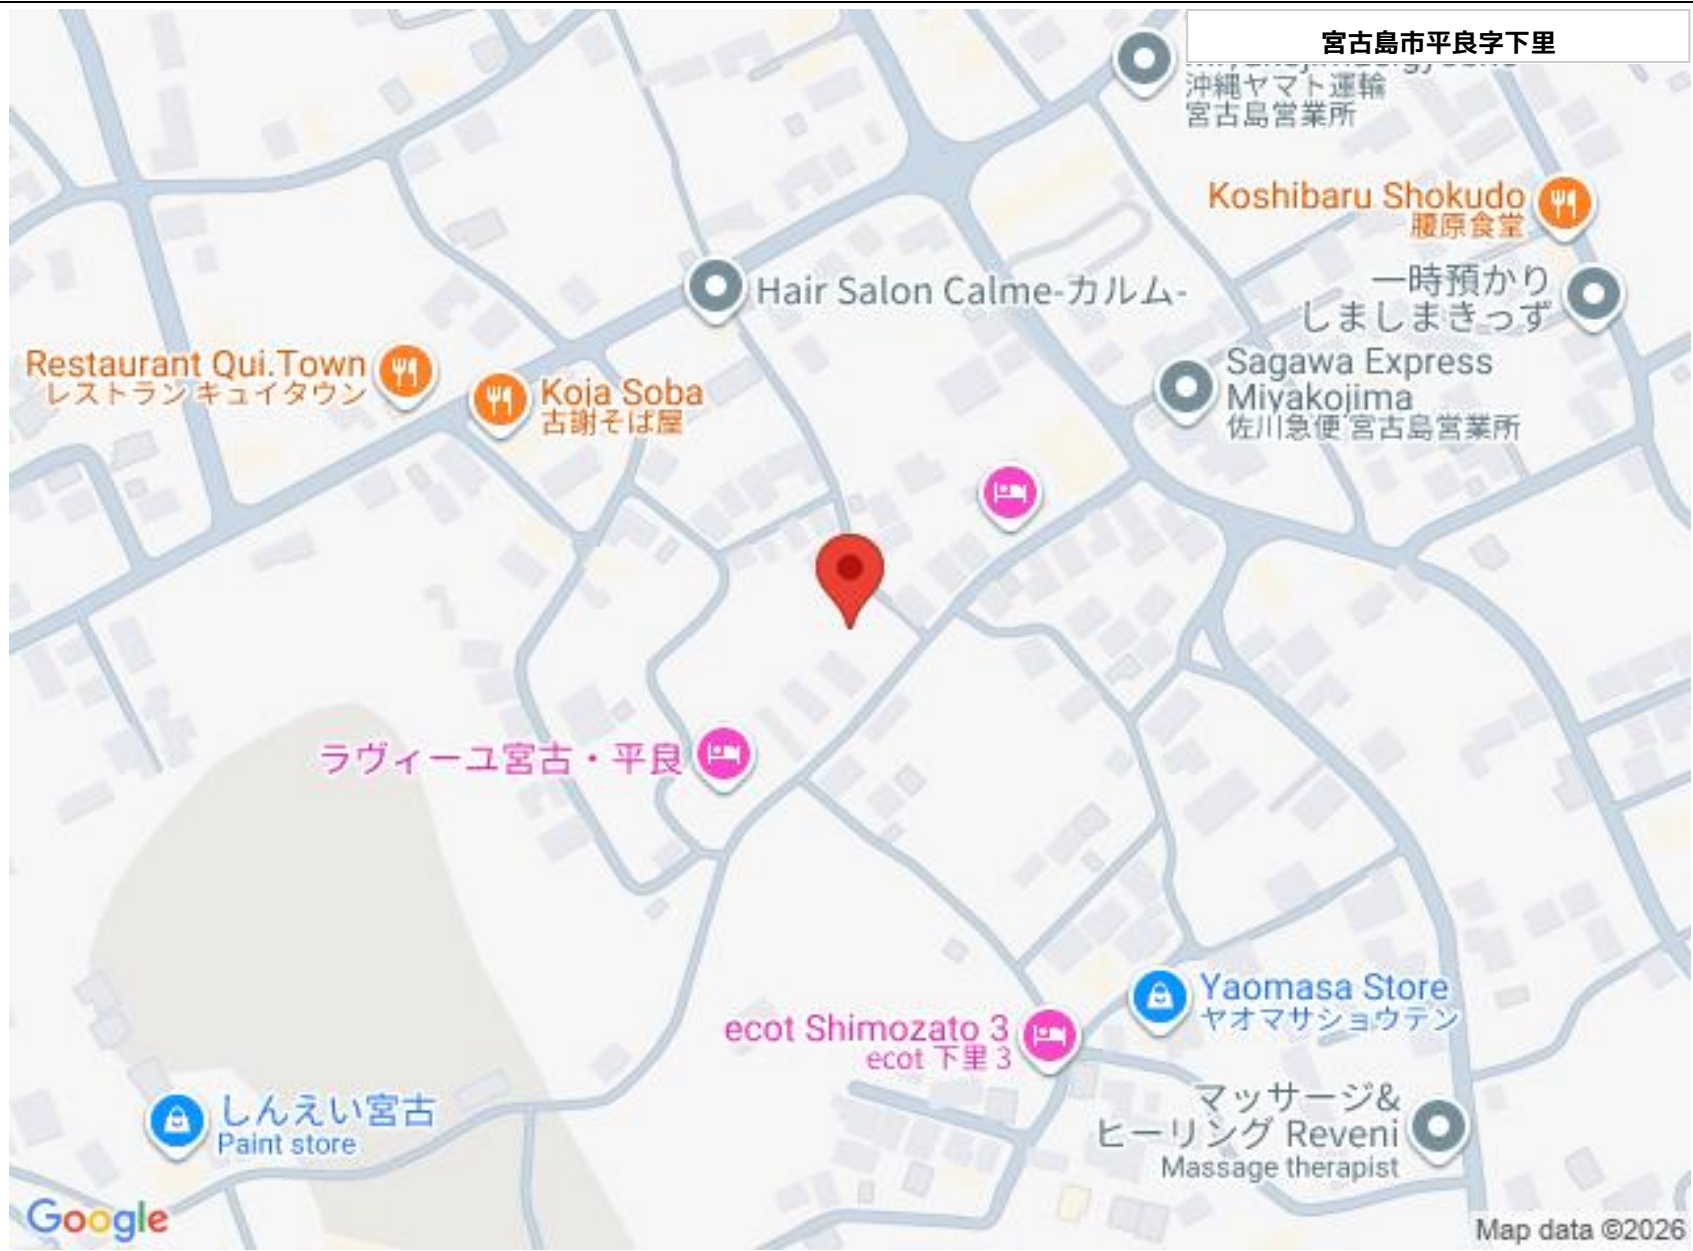 宮古島市平良字下里
沖縄ヤマト運輸
宮古島営業所
Koshibaru Shokudo
腰原食堂
Hair Salon Calme-カルム-
一時預かり
しましまきっず
Restaurant Qui.Town
レストラン キュイタウン
Koja Soba
古謝そば屋
Sagawa Express
Miyakojima
佐川急便 宮古島営業所
ラヴィーユ宮古・平良
Yaomasa Store
ヤオマサショウテン
ecot Shimozato 3
ecot 下里 3
しんえい宮古
Paint store
マッサージ&
ヒーリング Reveni
Massage therapist
Google
Map data ©2026